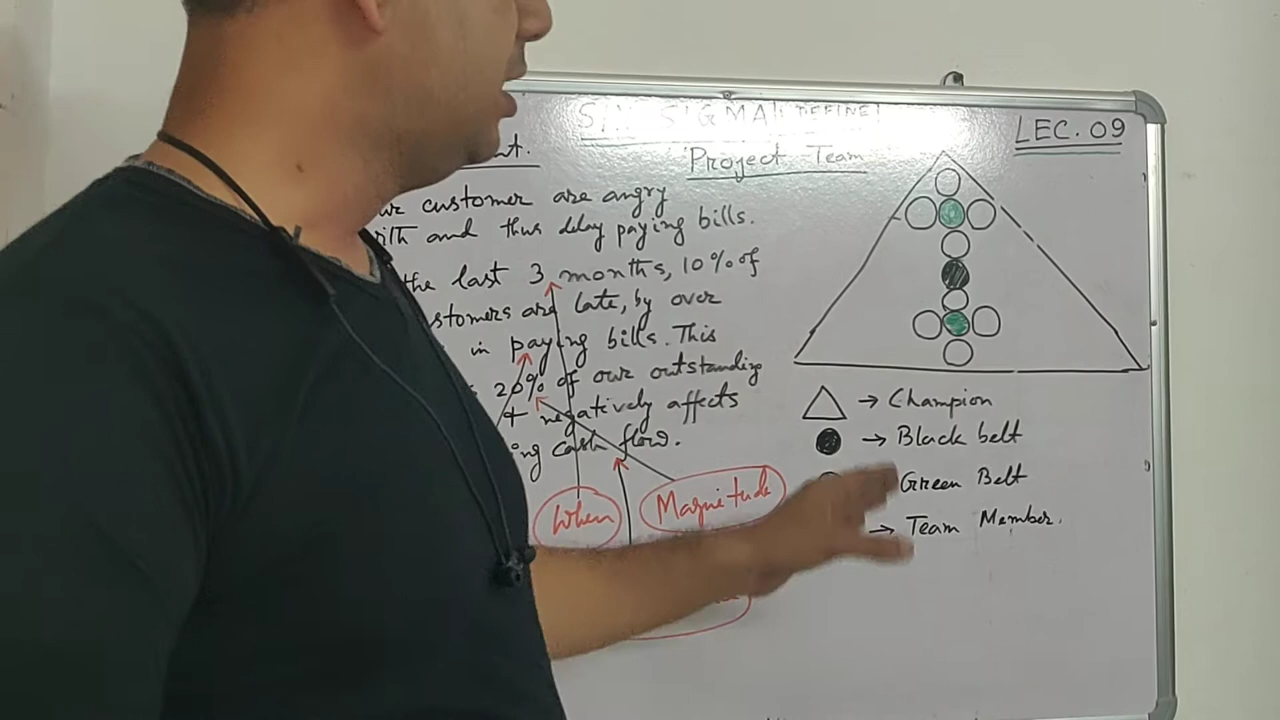 SIX SIGMA (DEFINE)
LEC. 09
Project Team
customer are angry
and thus delay paying bills.
the last 3 months, 10% of
are late, by over
in paying bills. This
20% of our outstanding
negatively affects
cash flow.
When
Magnitude
→ Champion
→ Black belt
Green Belt
→ Team Member.